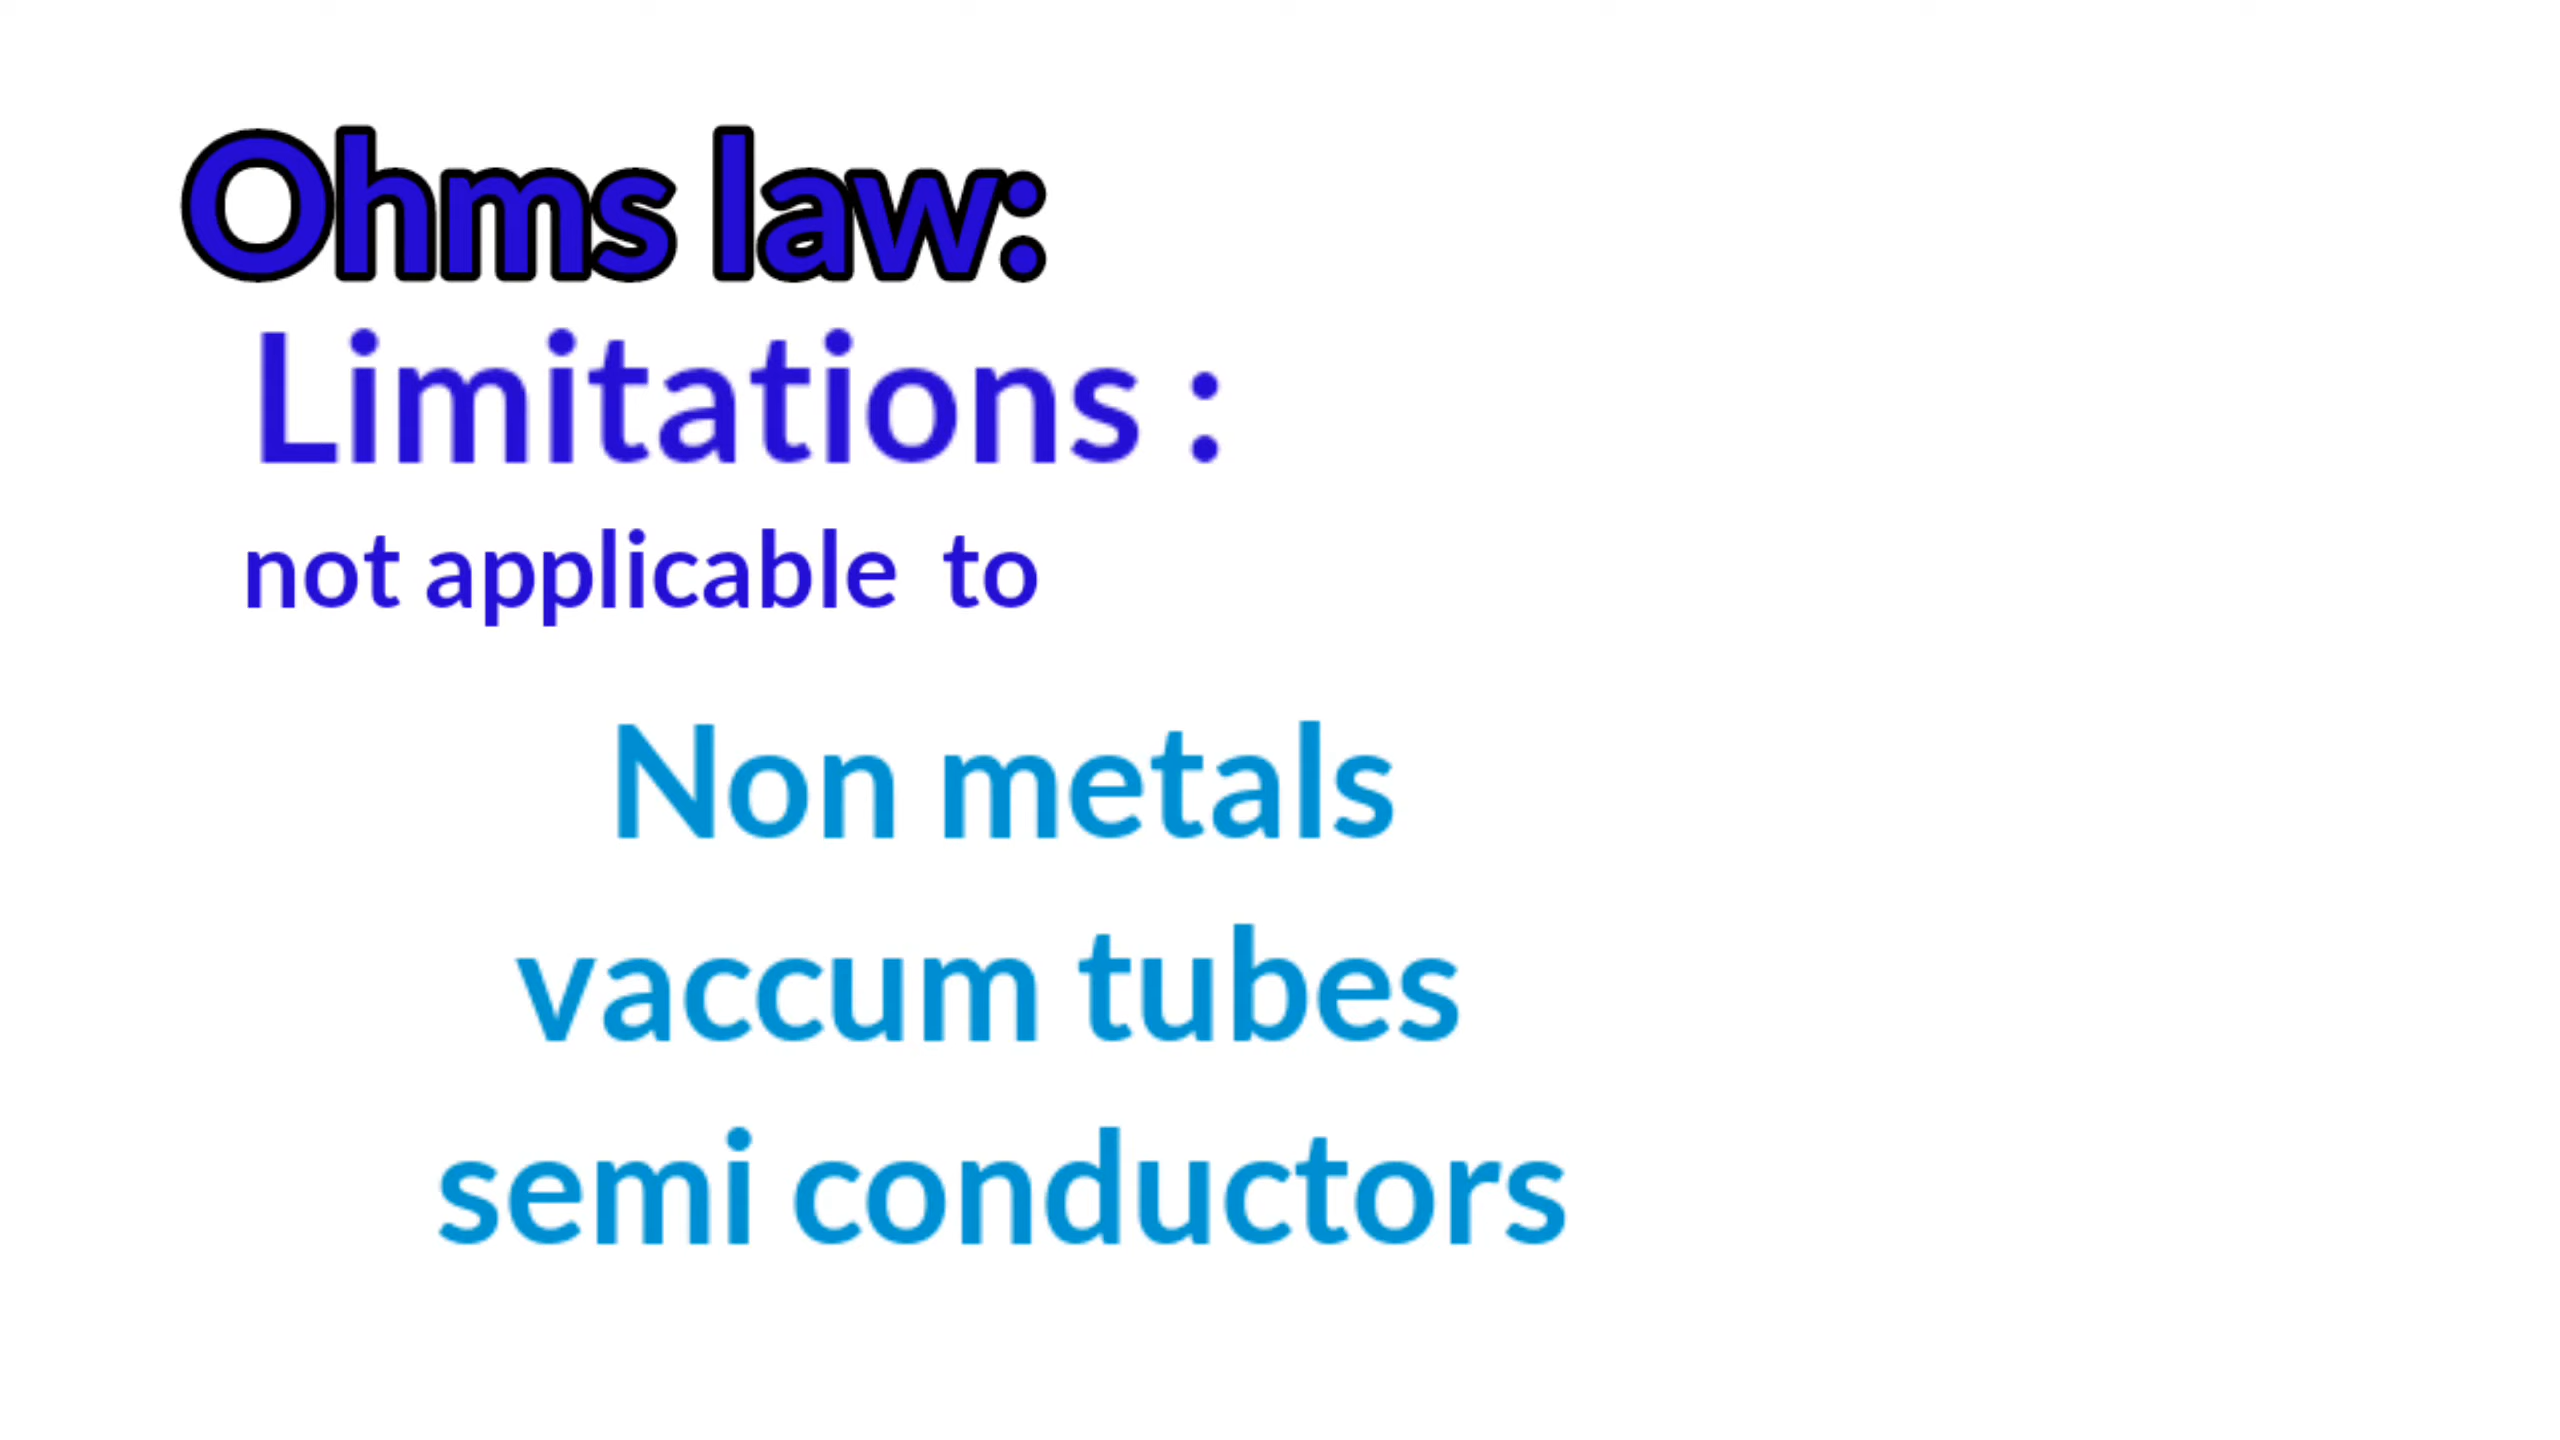 Ohms law:
Limitations :
not applicable  to
Non metals
vaccum tubes
semi conductors